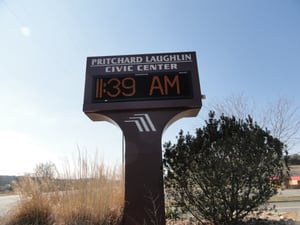 PRITCHARD LAUGHLIN
CIVIC CENTER
11:39 AM